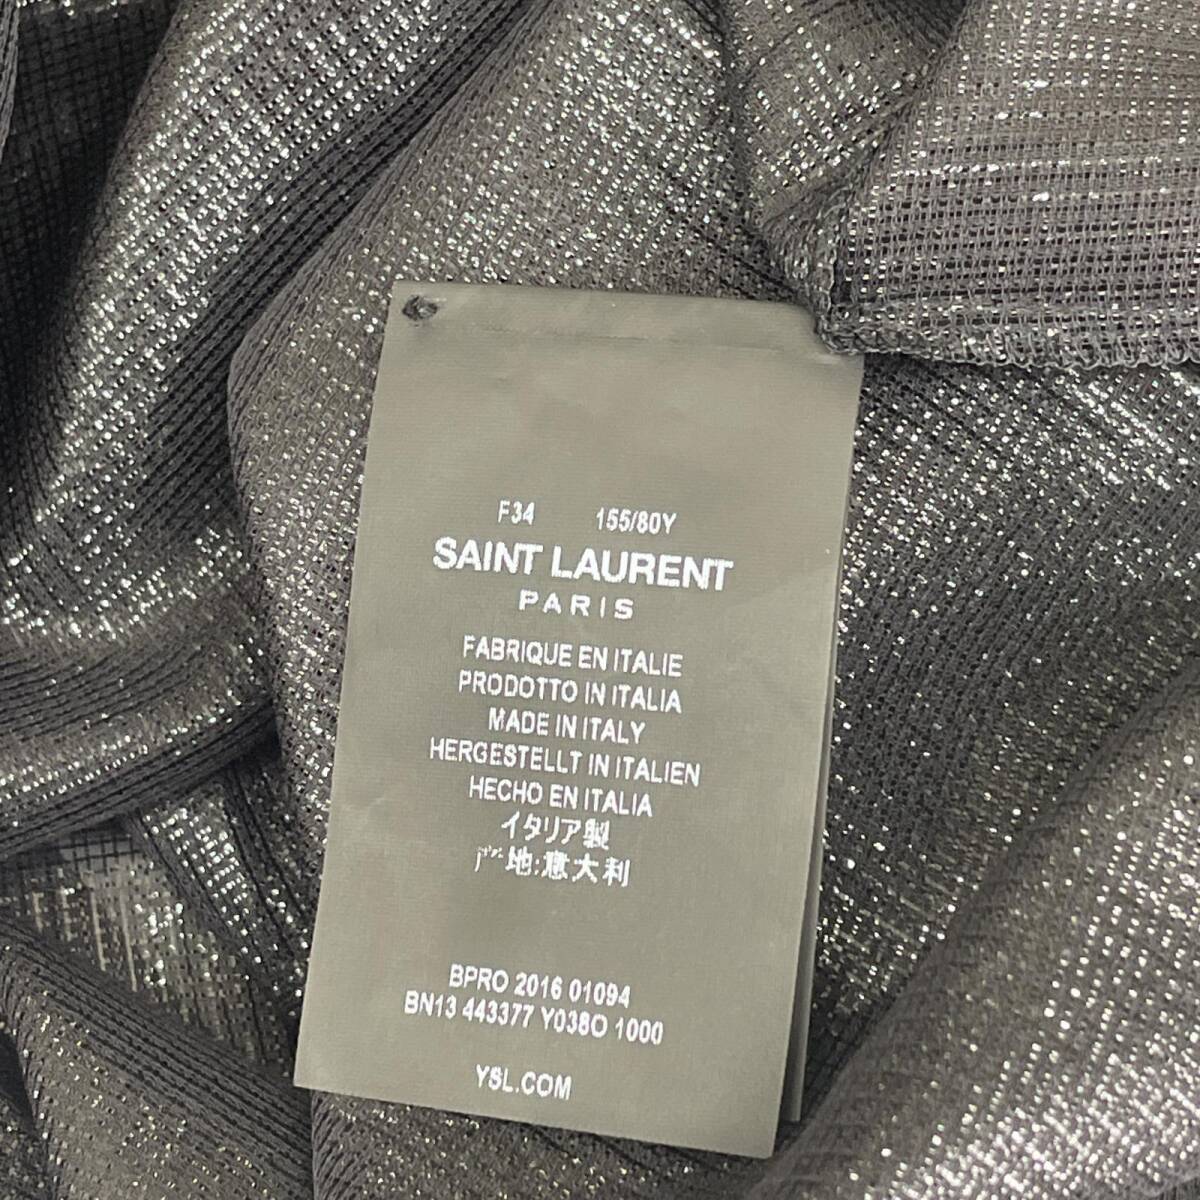 F34 155/80Y
SAINT LAURENT
PARIS
FABRIQUE EN ITALIE
PRODOTTO IN ITALIA
MADE IN ITALY
HERGESTELLT IN ITALIEN
HECHO EN ITALIA
イタリア製
产地:意大利
BPRO 2016 01094
BN13 443377 Y038O 1000
YSL.COM